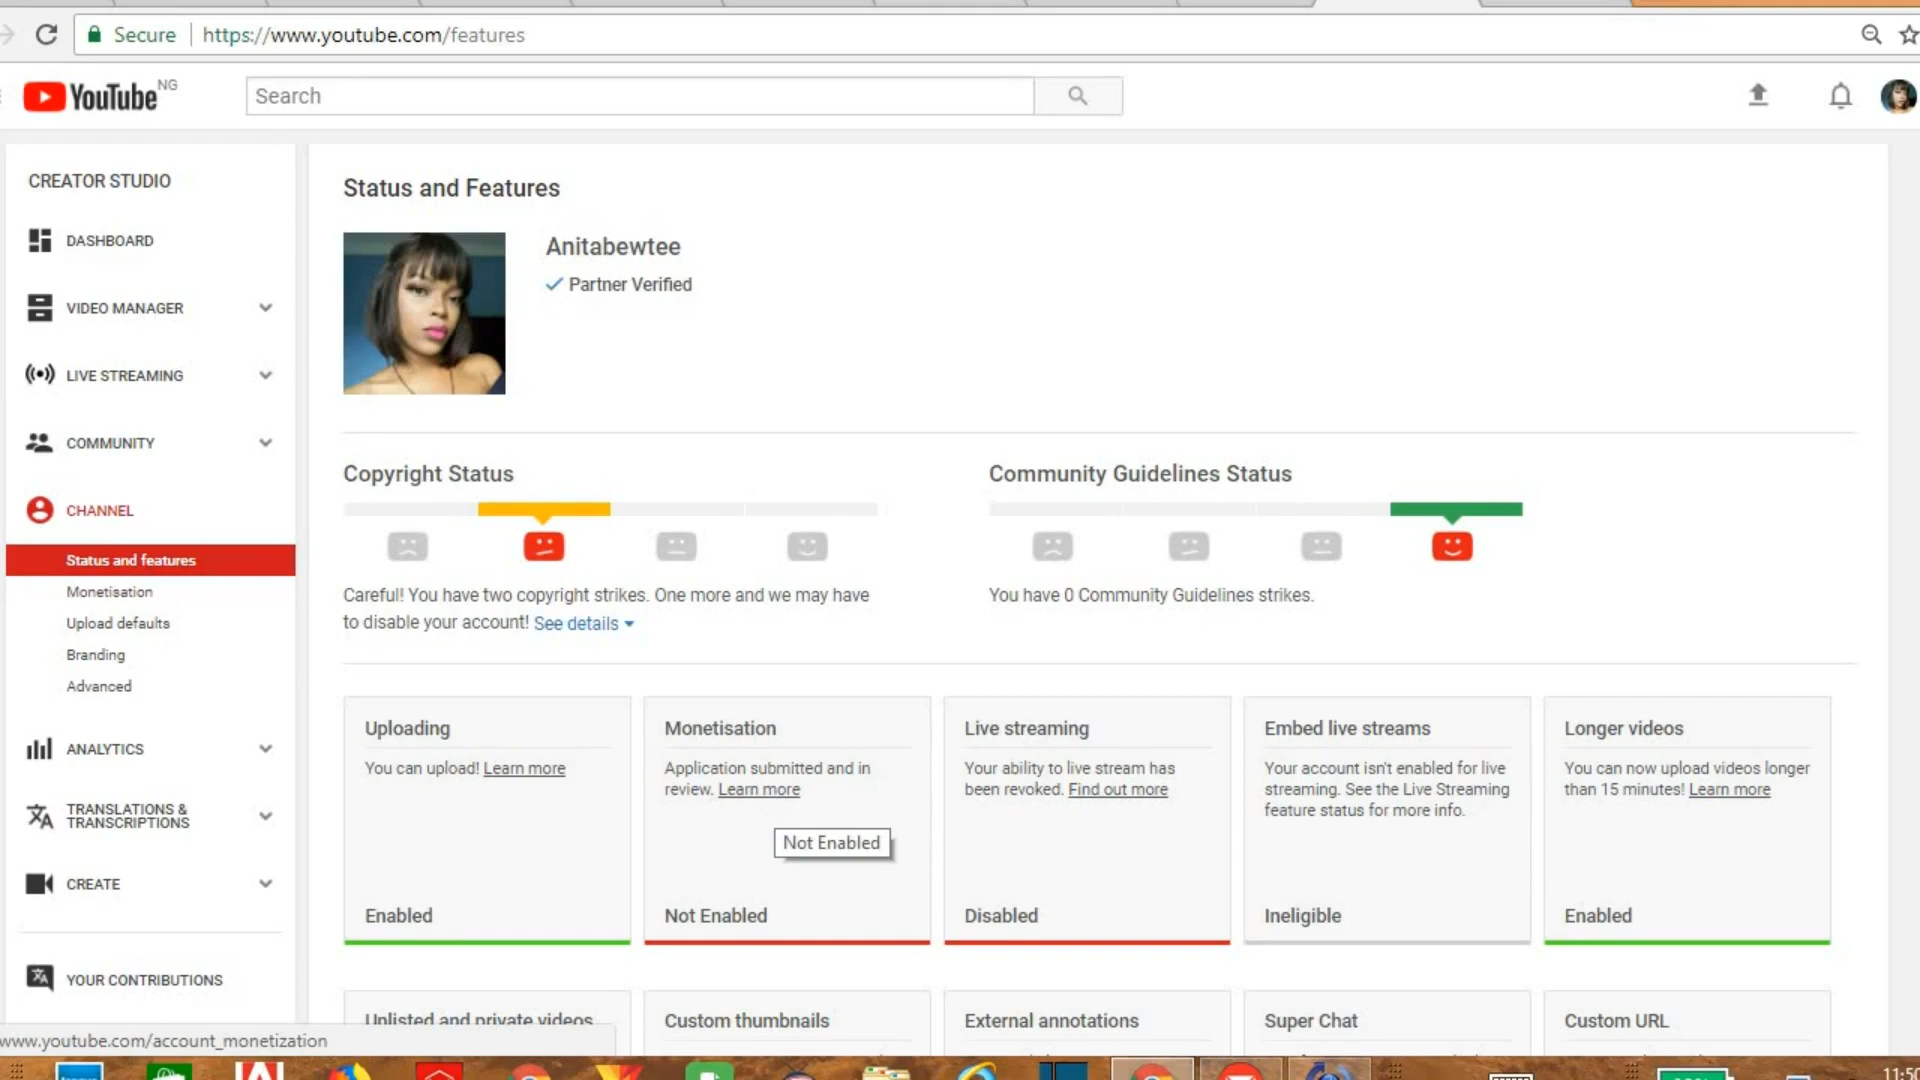 Secure
https://www.youtube.com/features
YouTube NG
Search
CREATOR STUDIO
DASHBOARD
VIDEO MANAGER
LIVE STREAMING
COMMUNITY
CHANNEL
Status and features
Monetisation
Upload defaults
Branding
Advanced
ANALYTICS
TRANSLATIONS &
TRANSCRIPTIONS
CREATE
YOUR CONTRIBUTIONS
Status and Features
Anitabewtee
Partner Verified
Copyright Status
Careful! You have two copyright strikes. One more and we may have
to disable your account! See details
Community Guidelines Status
You have 0 Community Guidelines strikes.
Uploading
You can upload! Learn more
Enabled
Monetisation
Application submitted and in
review. Learn more
Not Enabled
Not Enabled
Live streaming
Your ability to live stream has
been revoked. Find out more
Disabled
Embed live streams
Your account isn't enabled for live
streaming. See the Live Streaming
feature status for more info.
Ineligible
Longer videos
You can now upload videos longer
than 15 minutes! Learn more
Enabled
Unlisted and private videos
Custom thumbnails
External annotations
Super Chat
Custom URL
www.youtube.com/account_monetization